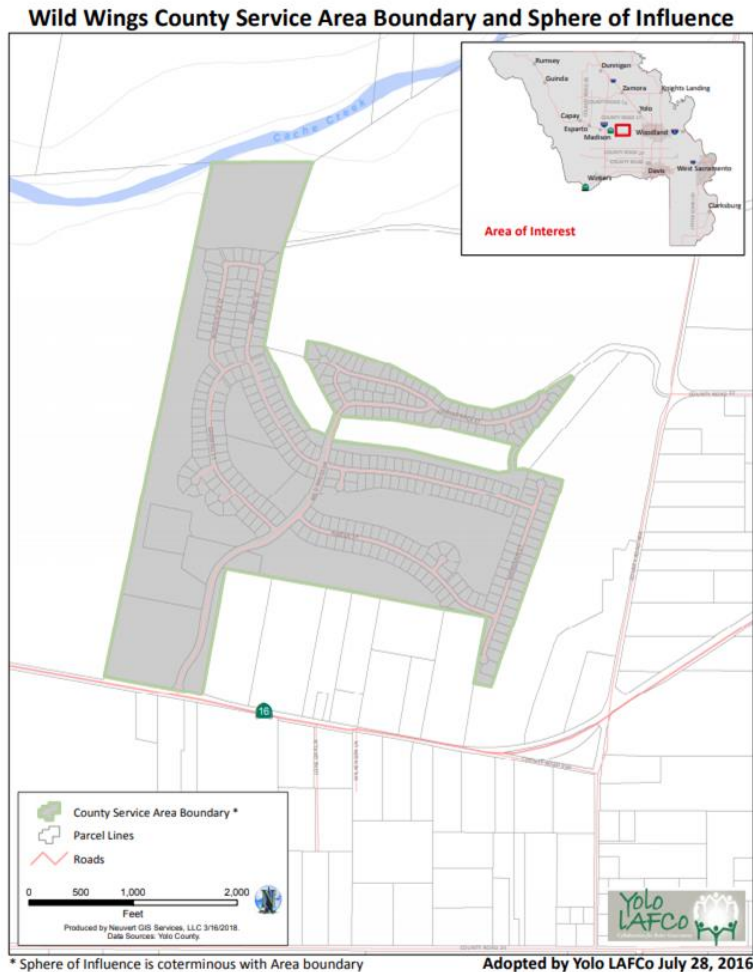 Wild Wings County Service Area Boundary and Sphere of Influence
Cache Creek
Rumsey
Dunnigan
Guinda
Zamora
Knights Landing
Yolo
Capay
Esparto
Madison
Woodland
Winters
Davis
West Sacramento
Clarksburg
Area of Interest
16
County Service Area Boundary *
Parcel Lines
Roads
0 500 1,000 2,000
Feet
Produced by Neuvert GIS Services, LLC 3/16/2018.
Data Sources: Yolo County.
Yolo
LAFCo
* Sphere of Influence is coterminous with Area boundary
Adopted by Yolo LAFCo July 28, 2016